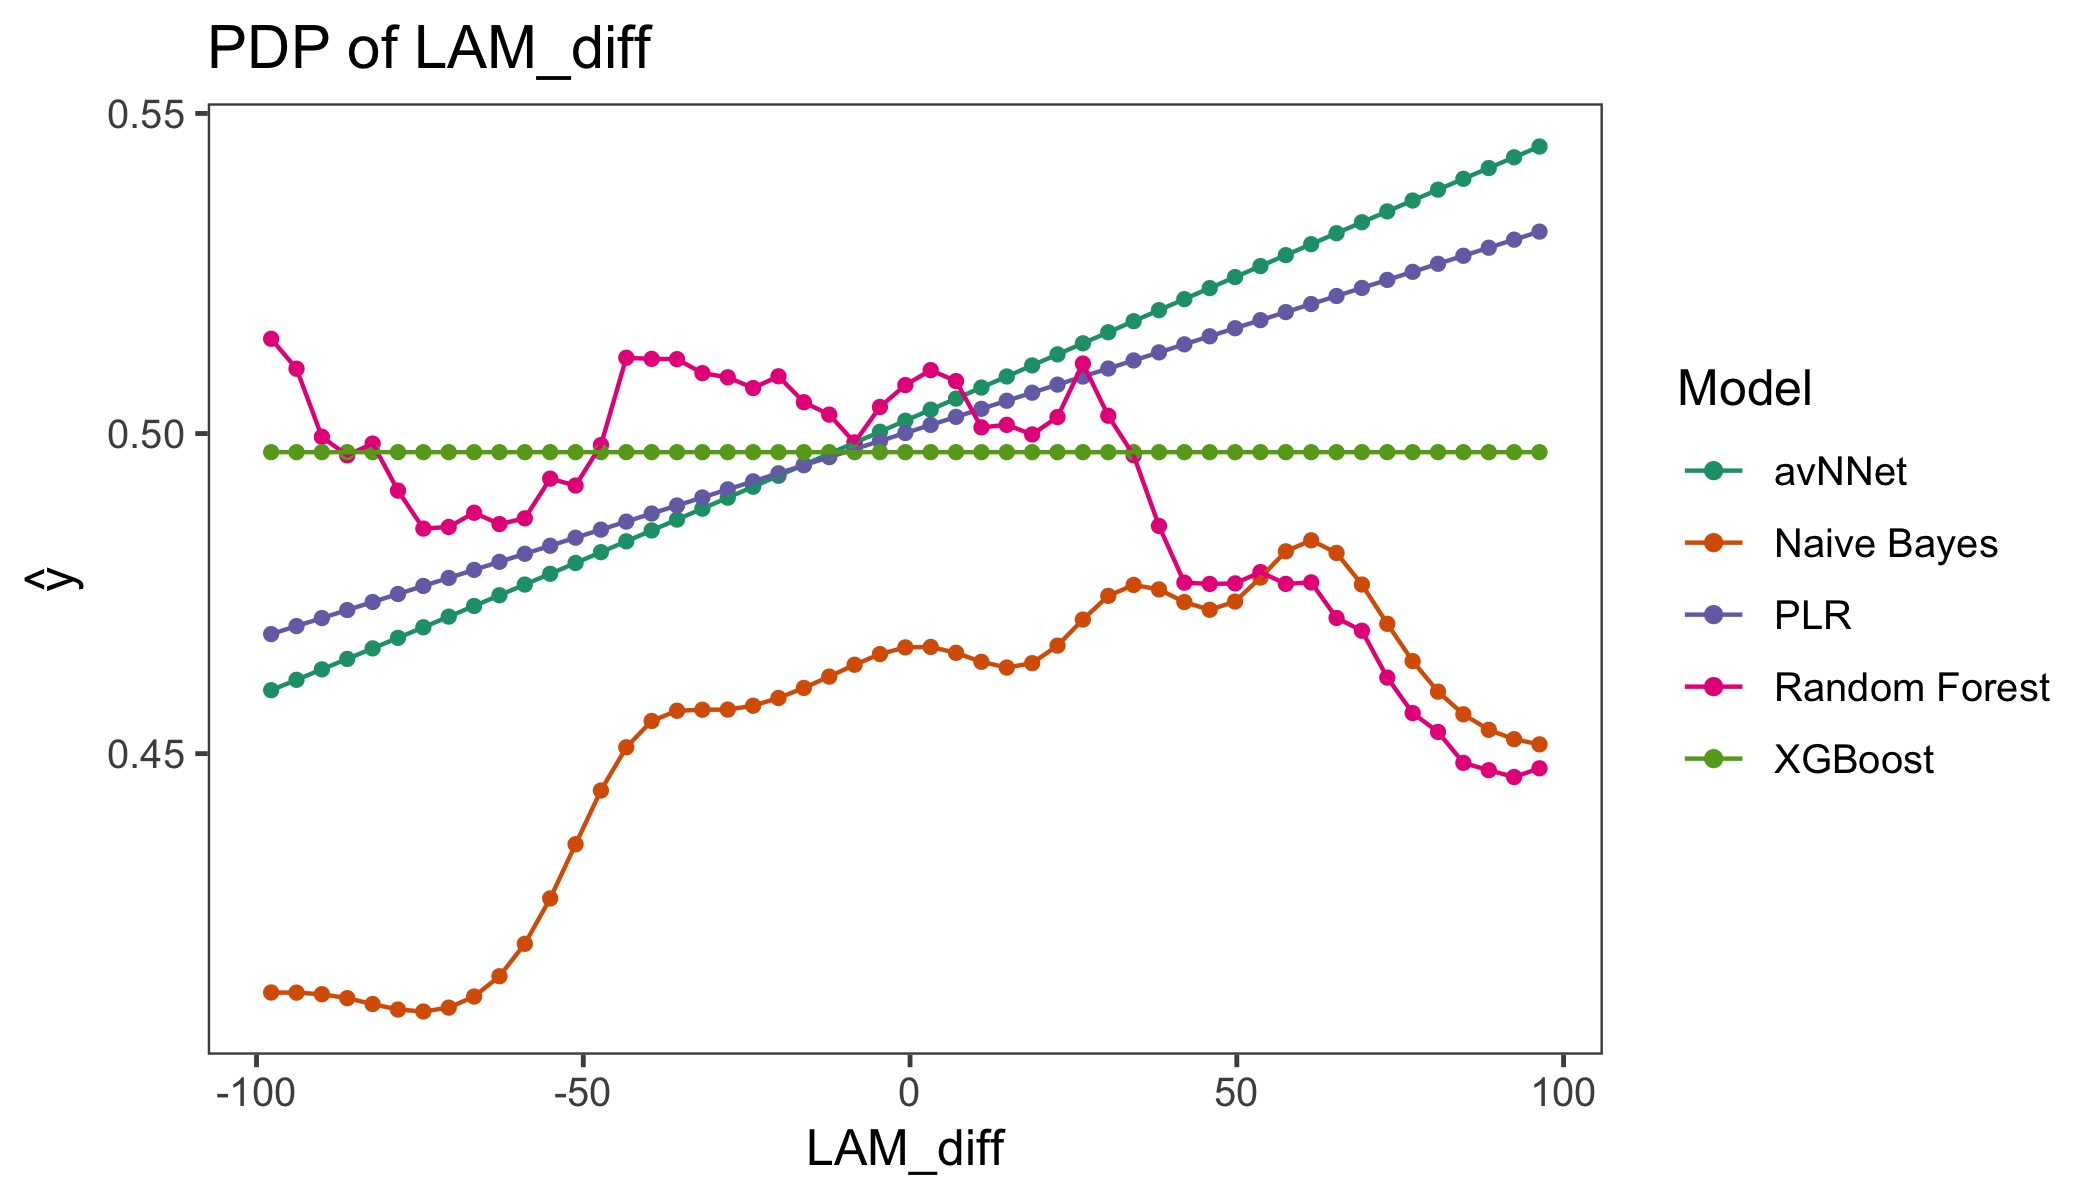 PDP of LAM_diff
0.55
0.50
0.45
ŷ
-100
-50
0
50
100
LAM_diff
Model
avNNet
Naive Bayes
PLR
Random Forest
XGBoost